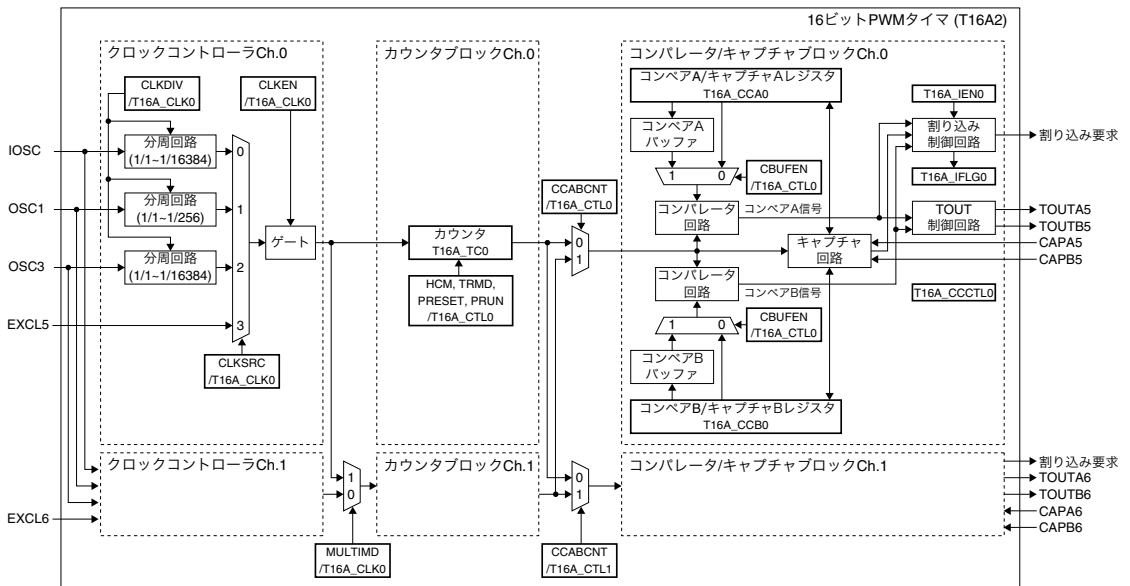 16ビットPWMタイマ (T16A2)
クロックコントローラCh.0
カウンタブロックCh.0
コンパレータ/キャプチャブロックCh.0
CLKDIV
/T16A_CLK0
CLKEN
/T16A_CLK0
IOSC
分周回路
(1/1~1/16384)
0
OSC1
分周回路
(1/1~1/256)
1
OSC3
分周回路
(1/1~1/16384)
2
EXCL5
3
CLKSRC
/T16A_CLK0
ゲート
カウンタ
T16A_TC0
HCM, TRMD,
PRESET, PRUN
/T16A_CTL0
CCABCNT
/T16A_CTL0
0
1
コンペアA/キャプチャAレジスタ
T16A_CCA0
コンペアA
バッファ
1
0
CBUFEN
/T16A_CTL0
コンパレータ
回路
コンペアA信号
キャプチャ
回路
コンパレータ
回路
コンペアB信号
1
0
CBUFEN
/T16A_CTL0
コンペアB
バッファ
コンペアB/キャプチャBレジスタ
T16A_CCB0
T16A_IEN0
割り込み
制御回路
割り込み要求
T16A_IFLG0
TOUT
制御回路
TOUTA5
TOUTB5
CAPA5
CAPB5
T16A_CCCTL0
クロックコントローラCh.1
カウンタブロックCh.1
コンパレータ/キャプチャブロックCh.1
EXCL6
1
0
MULTIMD
/T16A_CLK0
0
1
CCABCNT
/T16A_CTL1
割り込み要求
TOUTA6
TOUTB6
CAPA6
CAPB6